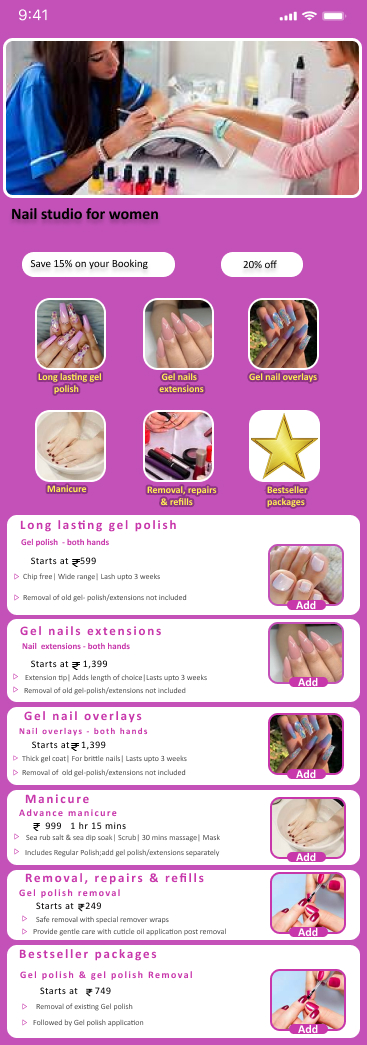 9:41
Nail studio for women
Save 15% on your Booking
20% off
Long lasting gel
polish
Gel nails
extensions
Gel nail overlays
Manicure
Removal, repairs
& refills
Bestseller
packages
Long lasting gel polish
Gel polish - both hands
Starts at ₹599
Chip free| Wide range| Lash upto 3 weeks
Removal of old gel- polish/extensions not included
Add
Gel nails extensions
Nail extensions - both hands
Starts at ₹ 1,399
Extension tip| Adds length of choice|Lasts upto 3 weeks
Removal of old gel-polish/extensions not included
Add
Gel nail overlays
Nail overlays - both hands
Starts at ₹ 1,399
Thick gel coat| For brittle nails| Lasts upto 3 weeks
Removal of old gel-polish/extensions not included
Add
Manicure
Advance manicure
₹ 999 1 hr 15 mins
Sea rub salt & sea dip soak| Scrub| 30 mins massage| Mask
Includes Regular Polish;add gel polish/extensions separately
Add
Removal, repairs & refills
Gel polish removal
Starts at ₹249
Safe removal with special remover wraps
Provide gentle care with cuticle oil application post removal
Add
Bestseller packages
Gel polish & gel polish Removal
Starts at ₹ 749
Removal of existing Gel polish
Followed by Gel polish application
Add